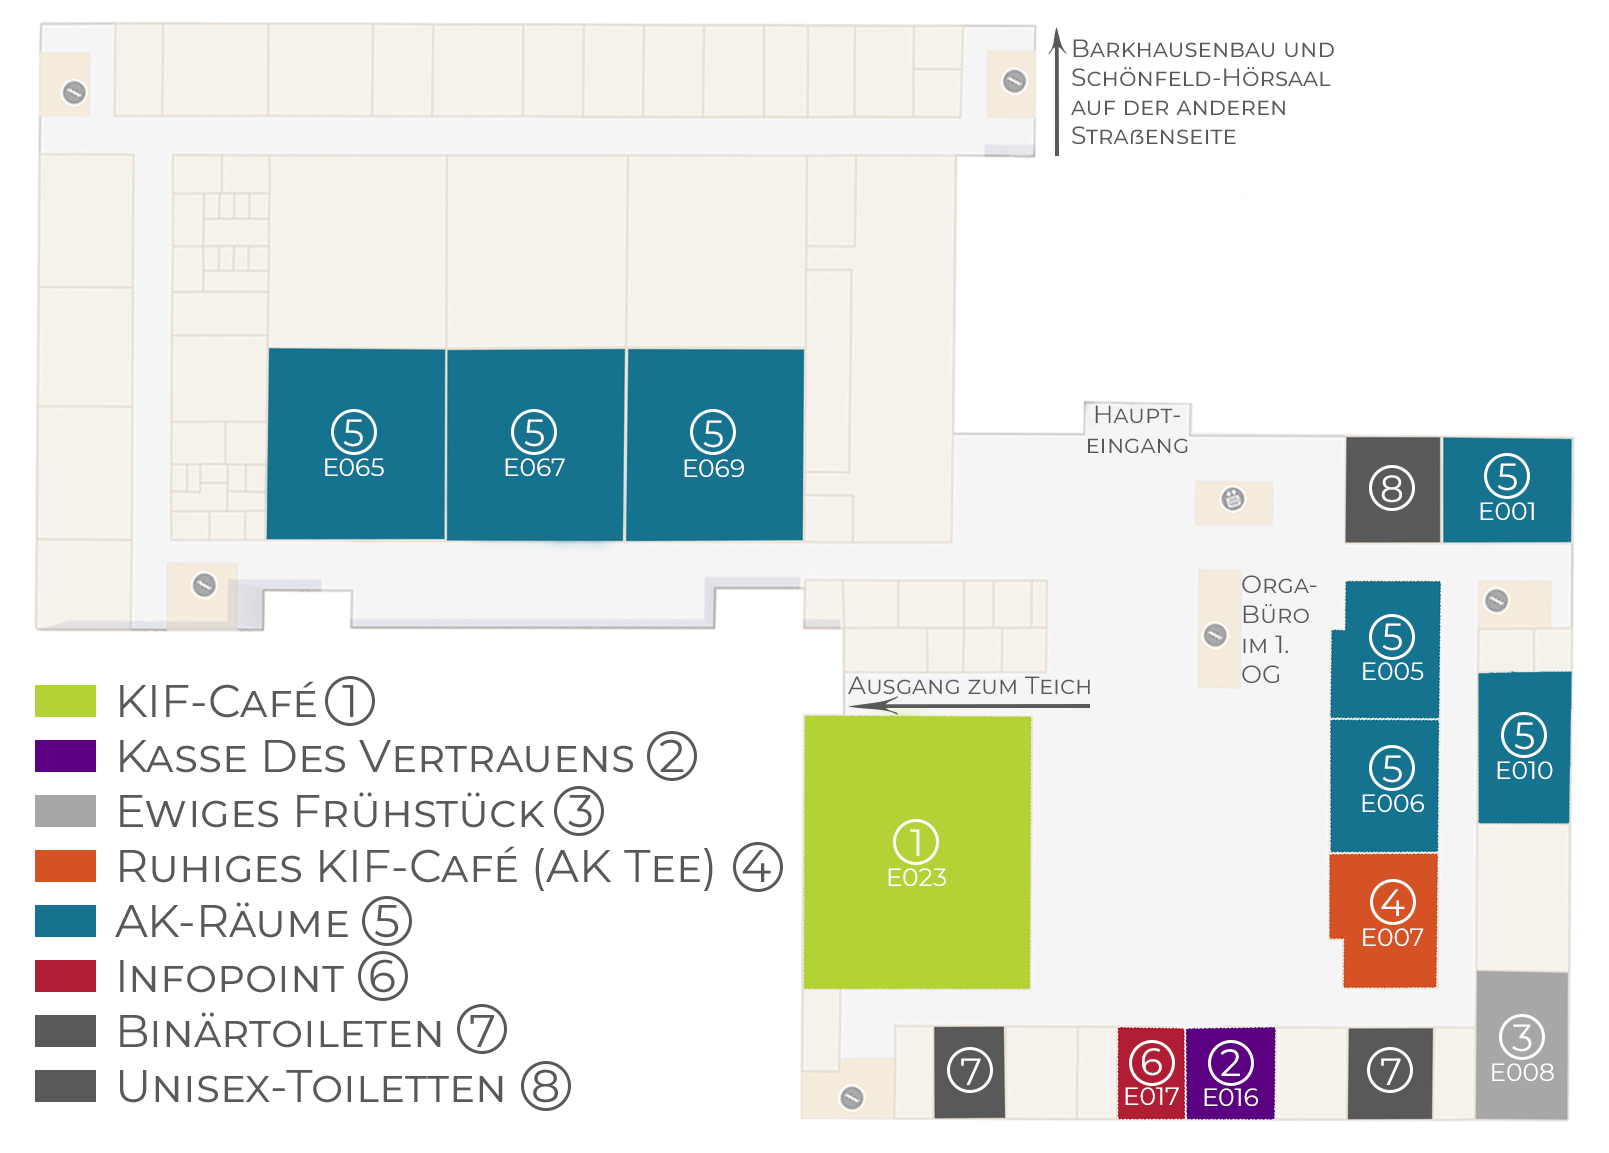 Barkhausenbau und
Schönfeld-Hörsaal
auf der anderen
Straßenseite
Haupt-
eingang
5
E065
5
E067
5
E069
8
5
E001
Orga-
Büro
im 1.
OG
5
E005
5
E006
5
E010
Ausgang zum Teich
1
E023
4
E007
3
E008
7
6
E017
2
E016
7
KIF-Café 1
Kasse Des Vertrauens 2
Ewiges Frühstück 3
Ruhiges KIF-Café (AK Tee) 4
AK-Räume 5
Infopoint 6
Binärtoileten 7
Unisex-Toiletten 8